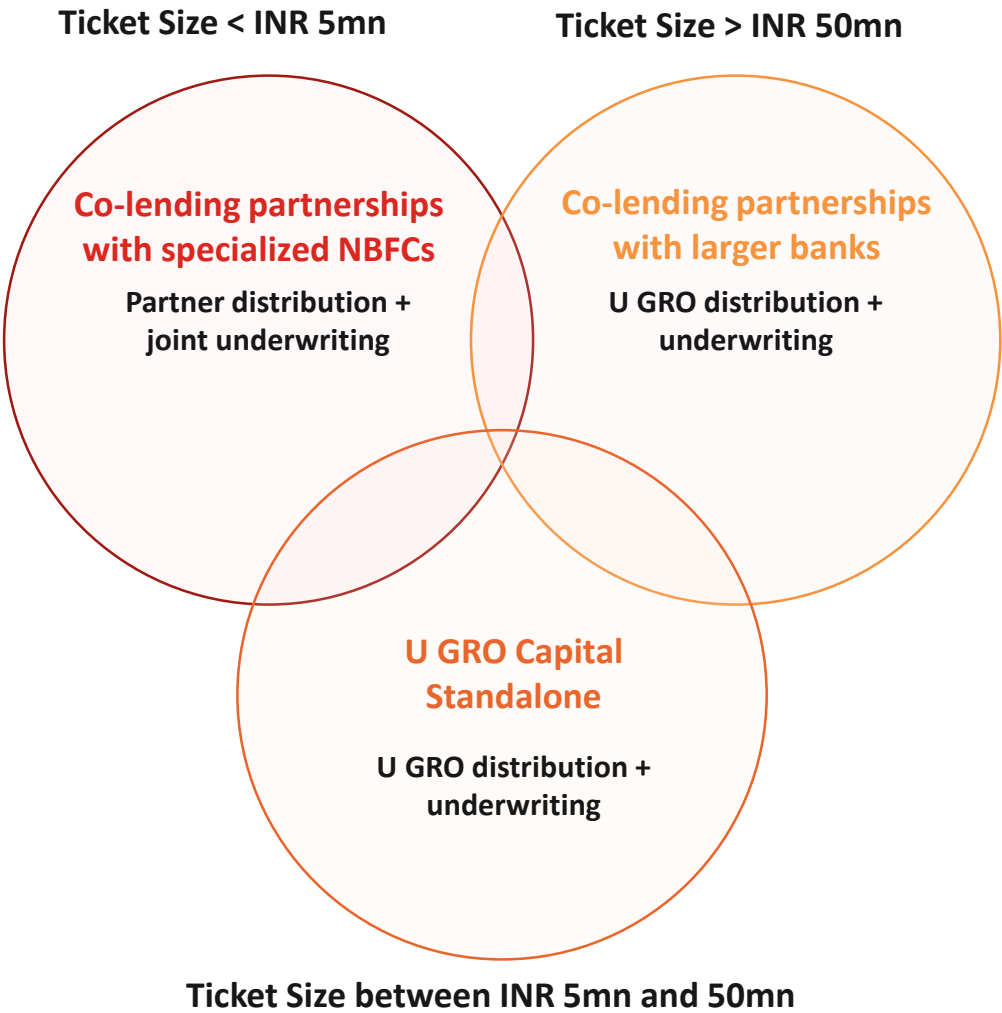 Ticket Size < INR 5mn
Ticket Size > INR 50mn
Co-lending partnerships
with specialized NBFCs
Partner distribution +
joint underwriting
Co-lending partnerships
with larger banks
U GRO distribution +
underwriting
U GRO Capital
Standalone
U GRO distribution +
underwriting
Ticket Size between INR 5mn and 50mn